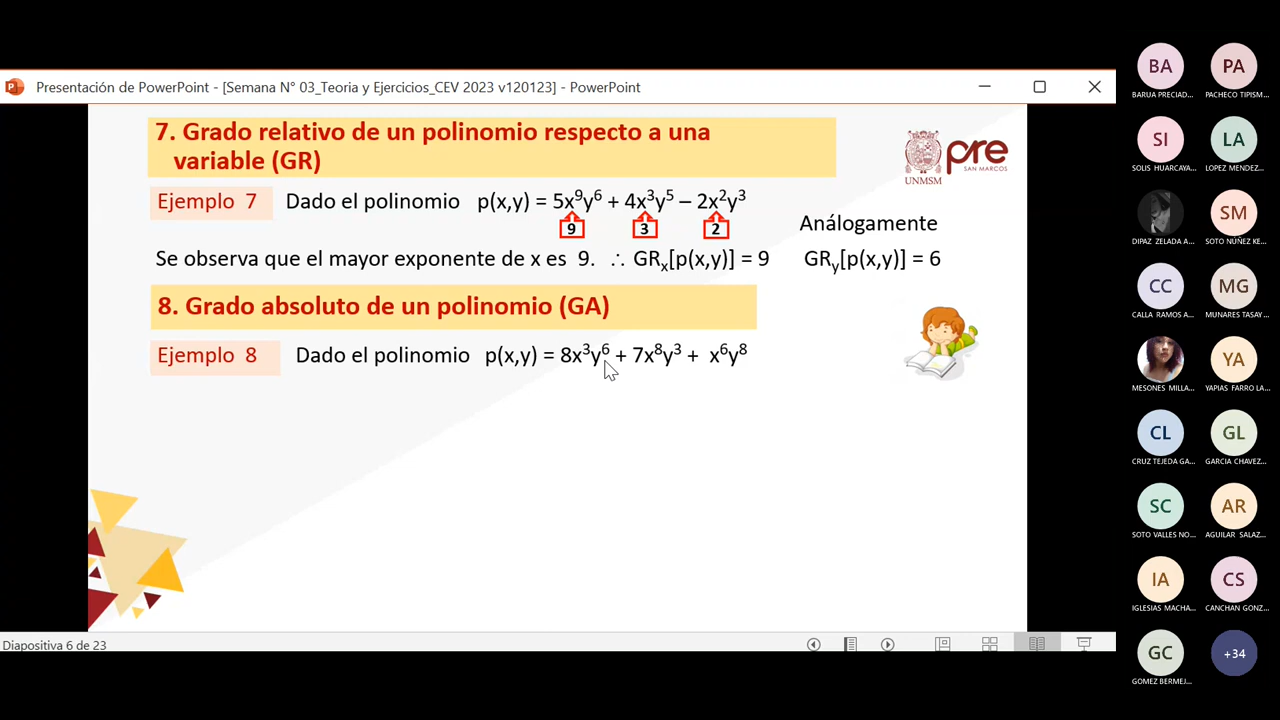 Presentación de PowerPoint - [Semana N° 03_Teoria y Ejercicios_CEV 2023 v120123] - PowerPoint
7. Grado relativo de un polinomio respecto a una
variable (GR)
UNMSM
pre
SAN MARCOS
Ejemplo 7 Dado el polinomio p(x,y) = 5x⁹y⁶ + 4x³y⁵ – 2x²y³
9 3 2
Análogamente
Se observa que el mayor exponente de x es 9. ∴ GRₓ[p(x,y)] = 9 GRy[p(x,y)] = 6
8. Grado absoluto de un polinomio (GA)
Ejemplo 8 Dado el polinomio p(x,y) = 8x³y⁶ + 7x⁸y³ + x⁶y⁸
Diapositiva 6 de 23
BA PA
BARUA PRECIAD... PACHECO TIPISM...
SI LA
SOLIS HUARCAYA... LOPEZ MENDEZ...
SM
DIPAZ ZELADA A... SOTO NÚÑEZ KE...
CC MG
CALLA RAMOS A... MUNARES TASAY...
YA
MESONES MILLA... YAPIAS FARRO LA...
CL GL
CRUZ TEJEDA GA... GARCIA CHAVEZ...
SC AR
SOTO VALLES NO... AGUILAR SALAZ...
IA CS
IGLESIAS MACHA... CANCHAN GONZ...
GC +34
GOMEZ BERMEJ...